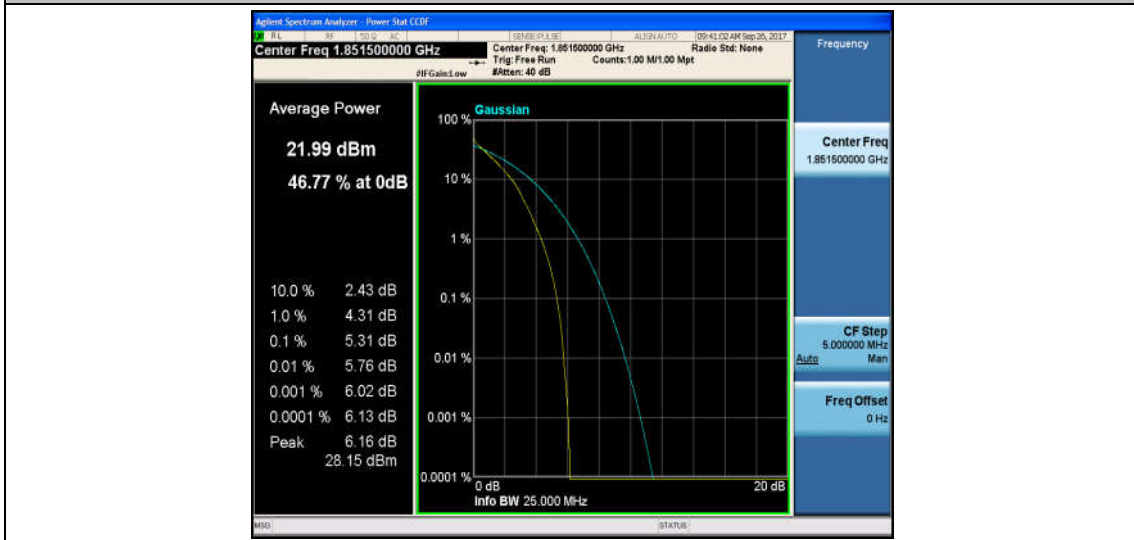 Agilent Spectrum Analyzer - Power Stat CCDF
RL RF 50 Ω AC SENSE:PULSE ALIGN AUTO 09:41:02 AM Sep 26, 2017
Center Freq 1.851500000 GHz
Center Freq: 1.851500000 GHz Radio Std: None
Trig: Free Run Counts:1.00 M/1.00 Mpt
#IFGain:Low #Atten: 40 dB
Frequency
Average Power
21.99 dBm
46.77 % at 0dB
10.0 % 2.43 dB
1.0 % 4.31 dB
0.1 % 5.31 dB
0.01 % 5.76 dB
0.001 % 6.02 dB
0.0001 % 6.13 dB
Peak 6.16 dB
28.15 dBm
Gaussian
100 %
10 %
1 %
0.1 %
0.01 %
0.001 %
0.0001 %
0 dB 20 dB
Info BW 25.000 MHz
Center Freq
1.851500000 GHz
CF Step
5.000000 MHz
Auto Man
Freq Offset
0 Hz
MSG STATUS